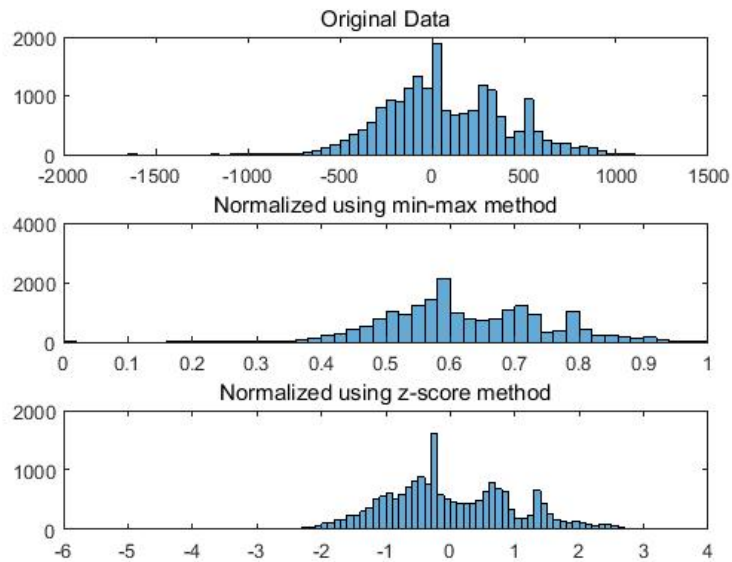 Original Data
2000
1000
0
-2000 -1500 -1000 -500 0 500 1000 1500
Normalized using min-max method
4000
2000
0
0 0.1 0.2 0.3 0.4 0.5 0.6 0.7 0.8 0.9 1
Normalized using z-score method
2000
1000
0
-6 -5 -4 -3 -2 -1 0 1 2 3 4